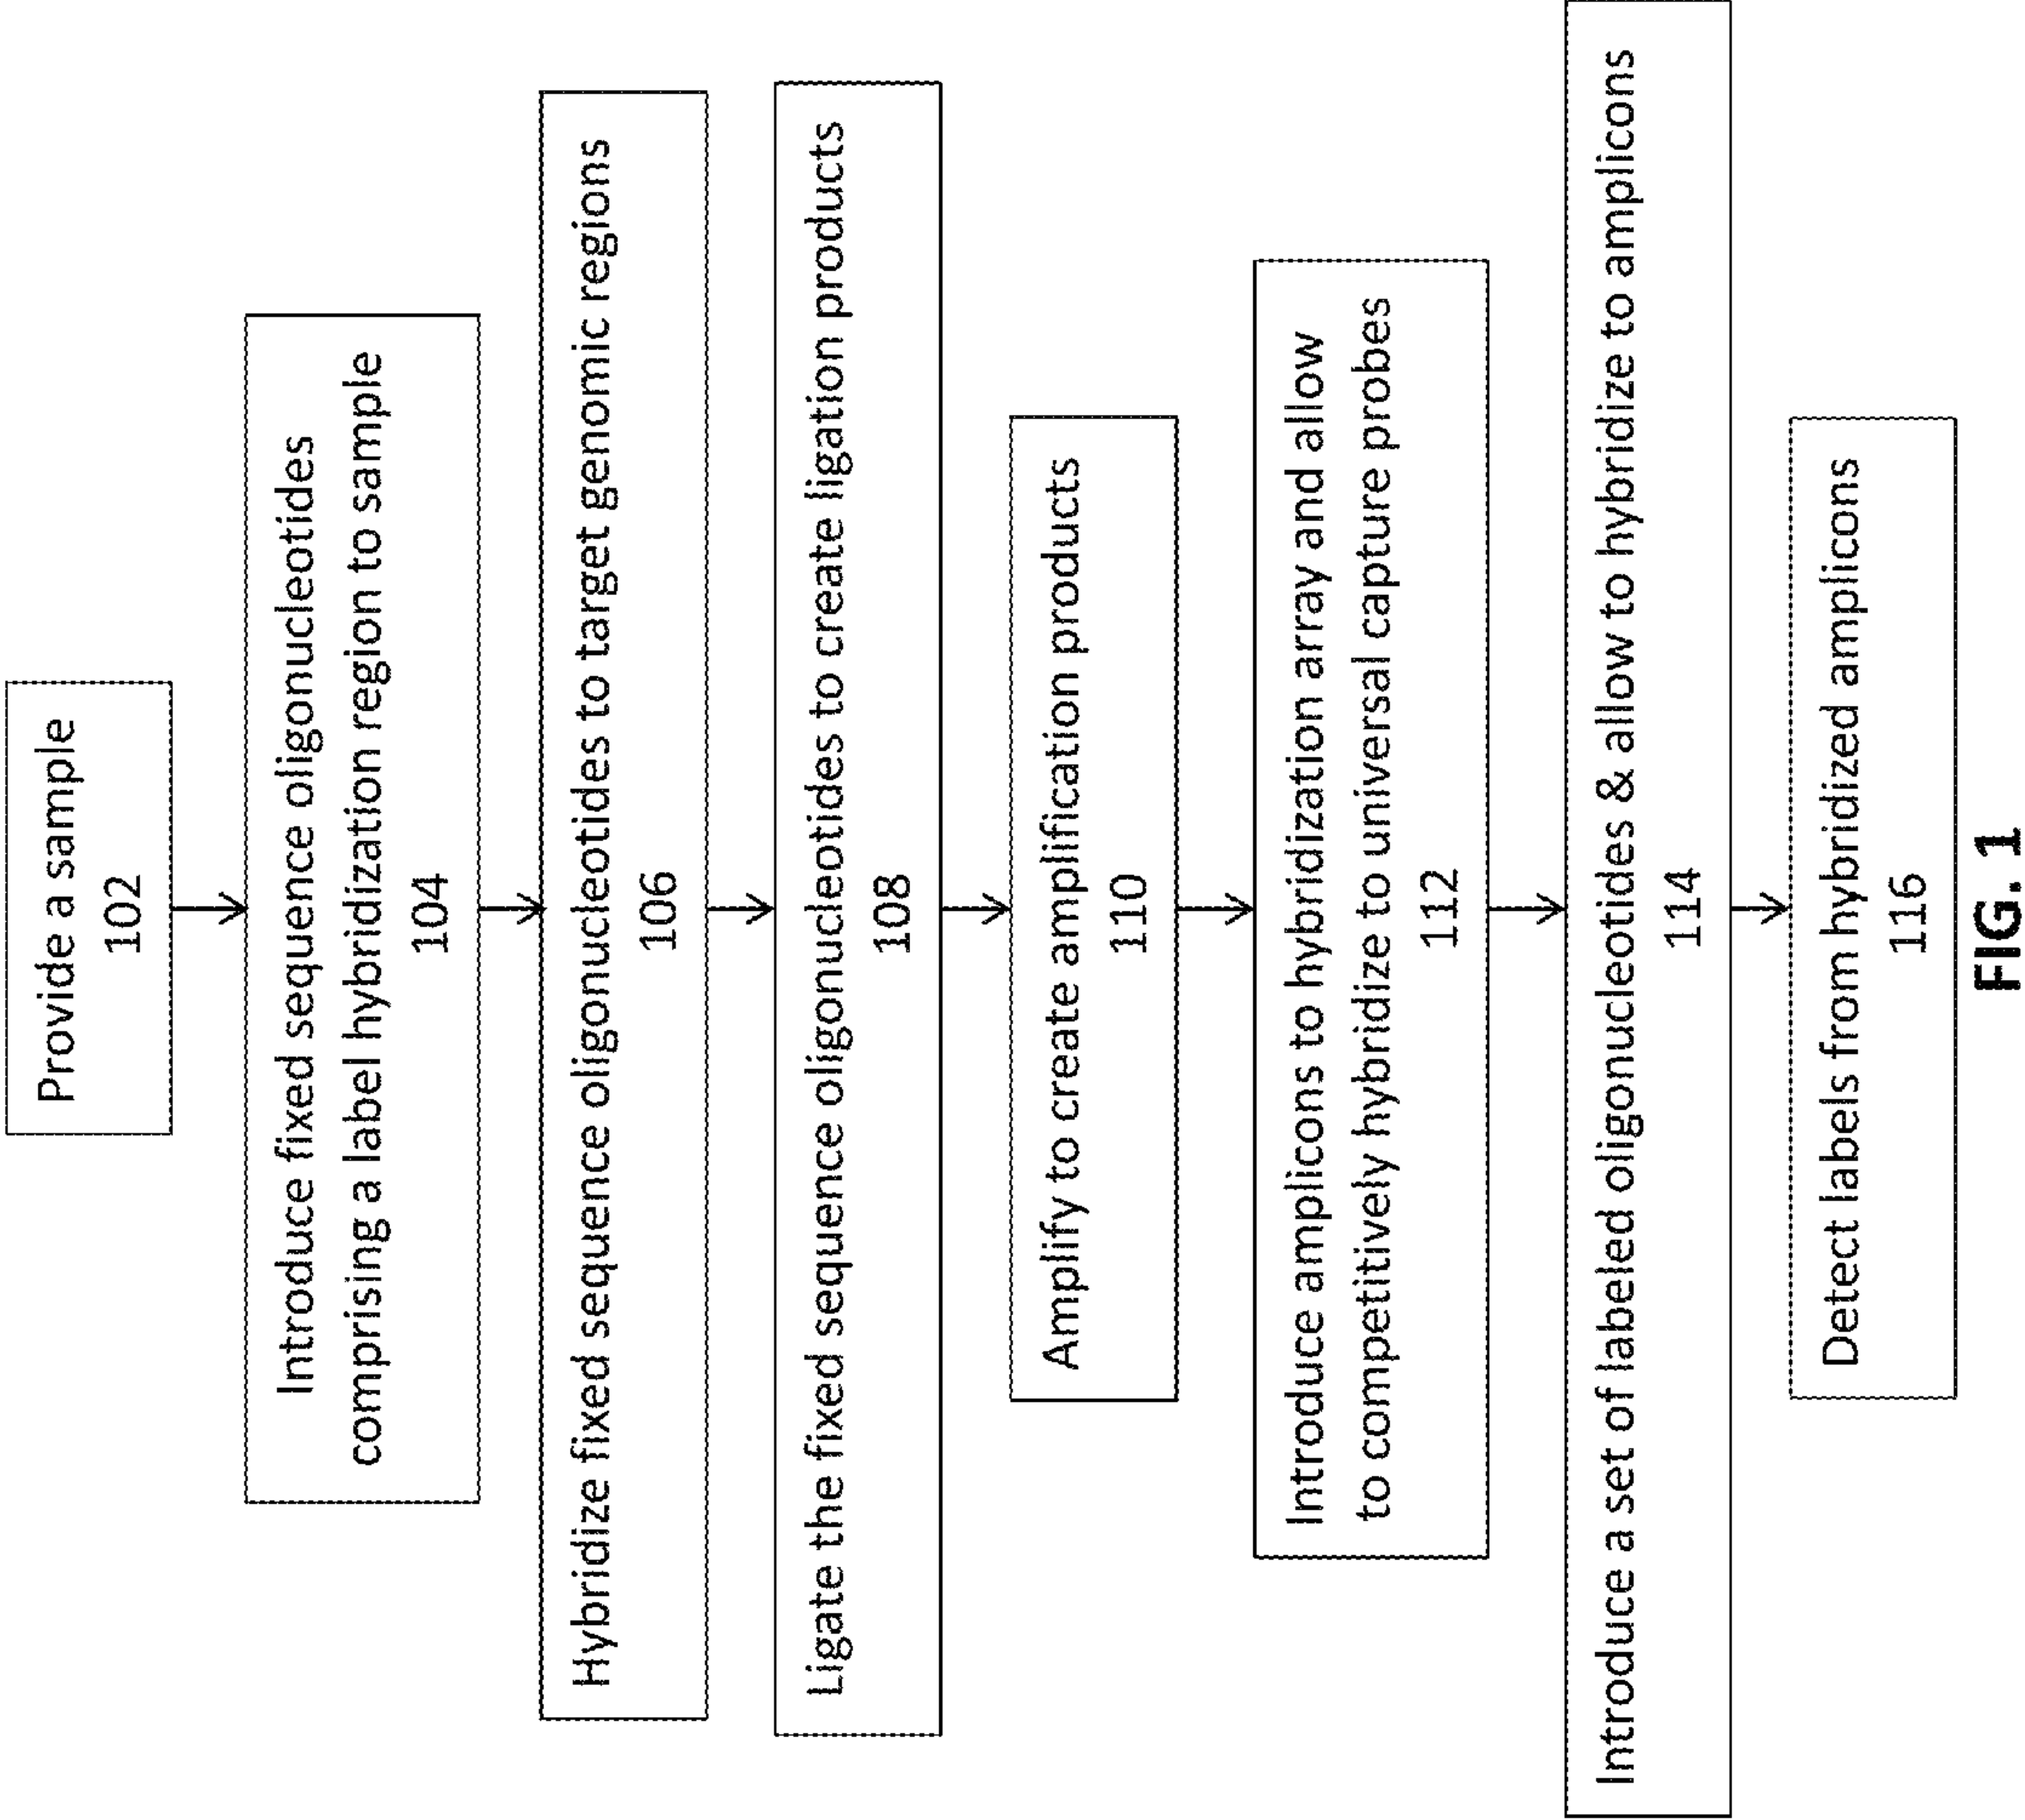 Provide a sample
102
Introduce fixed sequence oligonucleotides
comprising a label hybridization region to sample
104
Hybridize fixed sequence oligonucleotides to target genomic regions
106
Ligate the fixed sequence oligonucleotides to create ligation products
108
Amplify to create amplification products
110
Introduce amplicons to hybridization array and allow
to competitively hybridize to universal capture probes
112
Introduce a set of labeled oligonucleotides & allow to hybridize to amplicons
114
Detect labels from hybridized amplicons
116
FIG. 1